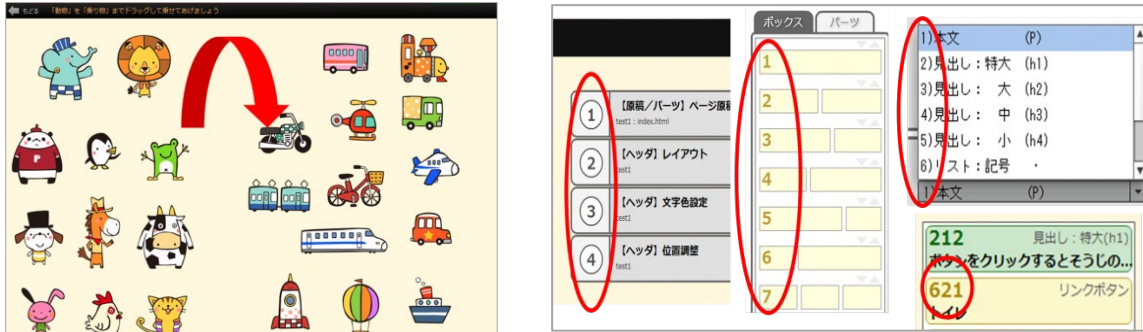 もどる 「動物」を「乗り物」までドラッグして乗せてあげましょう
P
1
【原稿／パーツ】ページ原
test1 : index.html
2
【ヘッダ】レイアウト
test1
3
【ヘッダ】文字色設定
test1
4
【ヘッダ】位置調整
test1
ボックス パーツ
1
2
3
4
5
6
7
1)本文 (P)
2)見出し：特大 (h1)
3)見出し： 大 (h2)
4)見出し： 中 (h3)
5)見出し： 小 (h4)
6)リスト：記号 ・
1)本文 (P)
212 見出し：特大(h1)
ボタンをクリックするとそうじの...
621 リンクボタン
トイレ